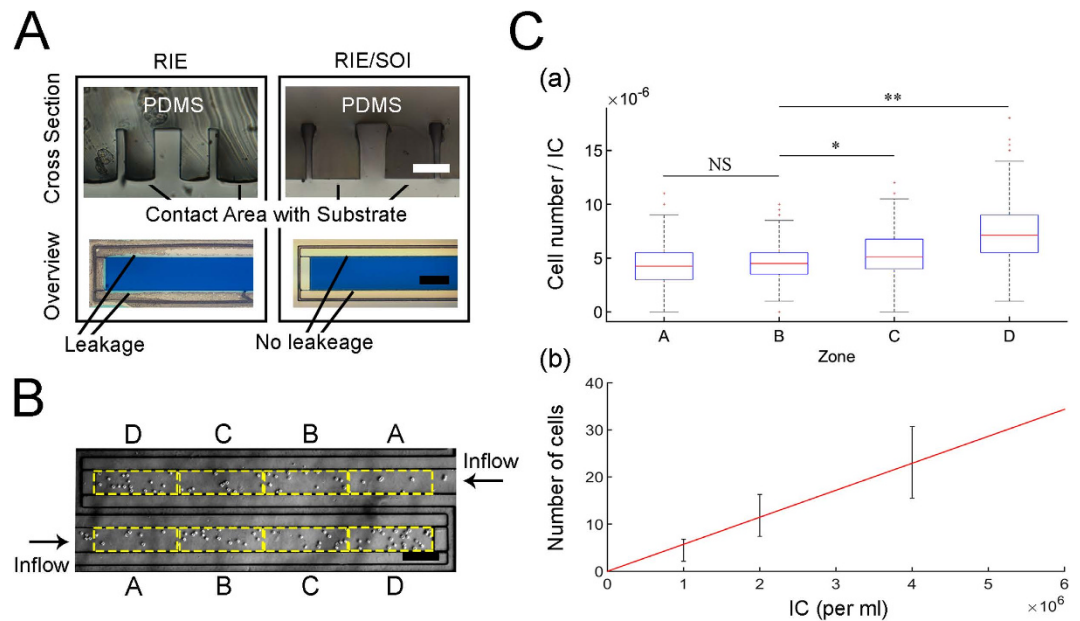 A
RIE
RIE/SOI
Cross Section
PDMS
PDMS
Contact Area with Substrate
Overview
Leakage
No leakeage
B
D C B A
Inflow
Inflow
A B C D
C
(a)
×10⁻⁶
**
*
NS
Cell number / IC
15
10
5
0
A B C D
Zone
(b)
Number of cells
40
30
20
10
0
0 1 2 3 4 5 6
IC (per ml)
×10⁶